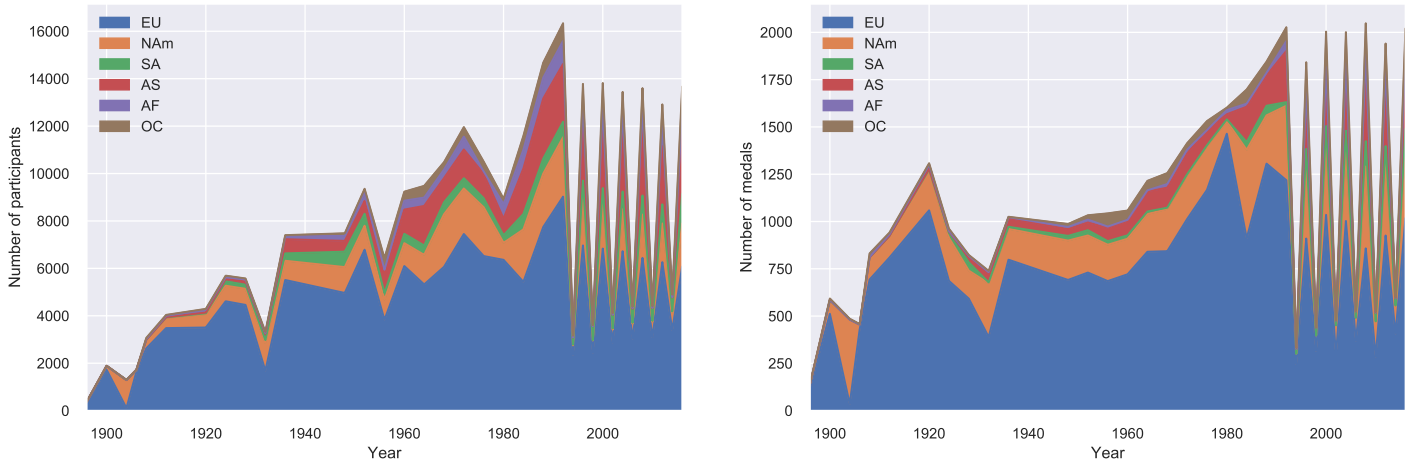 16000
14000
12000
10000
8000
6000
4000
2000
0
Number of participants
EU
NAm
SA
AS
AF
OC
1900
1920
1940
1960
1980
2000
Year
2000
1750
1500
1250
1000
750
500
250
0
Number of medals
EU
NAm
SA
AS
AF
OC
1900
1920
1940
1960
1980
2000
Year